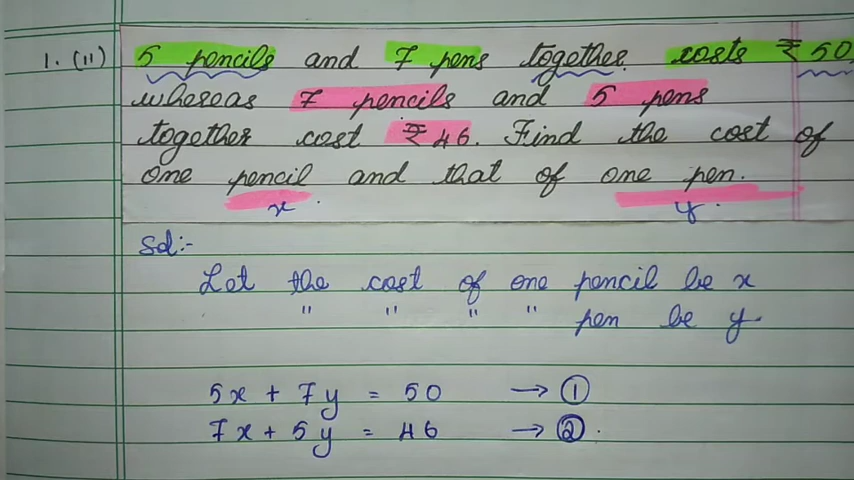 1. (ii) 5 pencils and 7 pens together costs ₹ 50,
whereas 7 pencils and 5 pens
together cost ₹ 46. Find the cost of
one pencil and that of one pen.
x y
Sol:-
Let the cost of one pencil be x
" " " " pen be y
5x + 7y = 50 → ①
7x + 5y = 46 → ②.